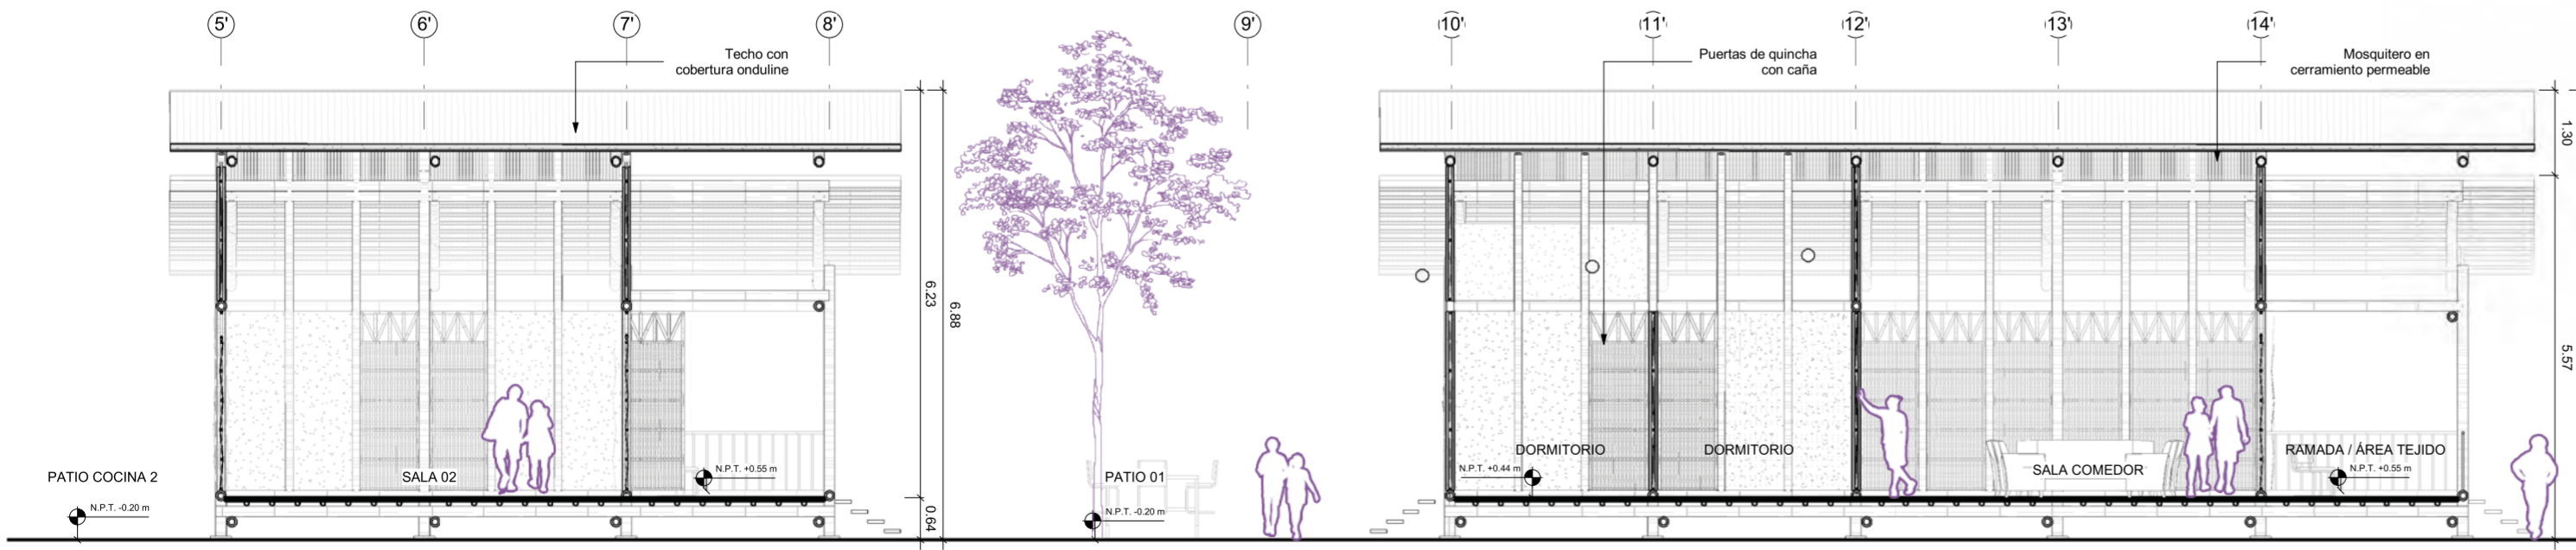 5'
6'
7'
8'
9'
10'
11'
12'
13'
14'
Techo con
cobertura onduline
Puertas de quincha
con caña
Mosquitero en
cerramiento permeable
1.30
6.23
6.88
5.57
0.64
PATIO COCINA 2
N.P.T. -0.20 m
SALA 02
N.P.T. +0.55 m
PATIO 01
N.P.T. -0.20 m
DORMITORIO
N.P.T. +0.44 m
DORMITORIO
SALA COMEDOR
RAMADA / ÁREA TEJIDO
N.P.T. +0.55 m